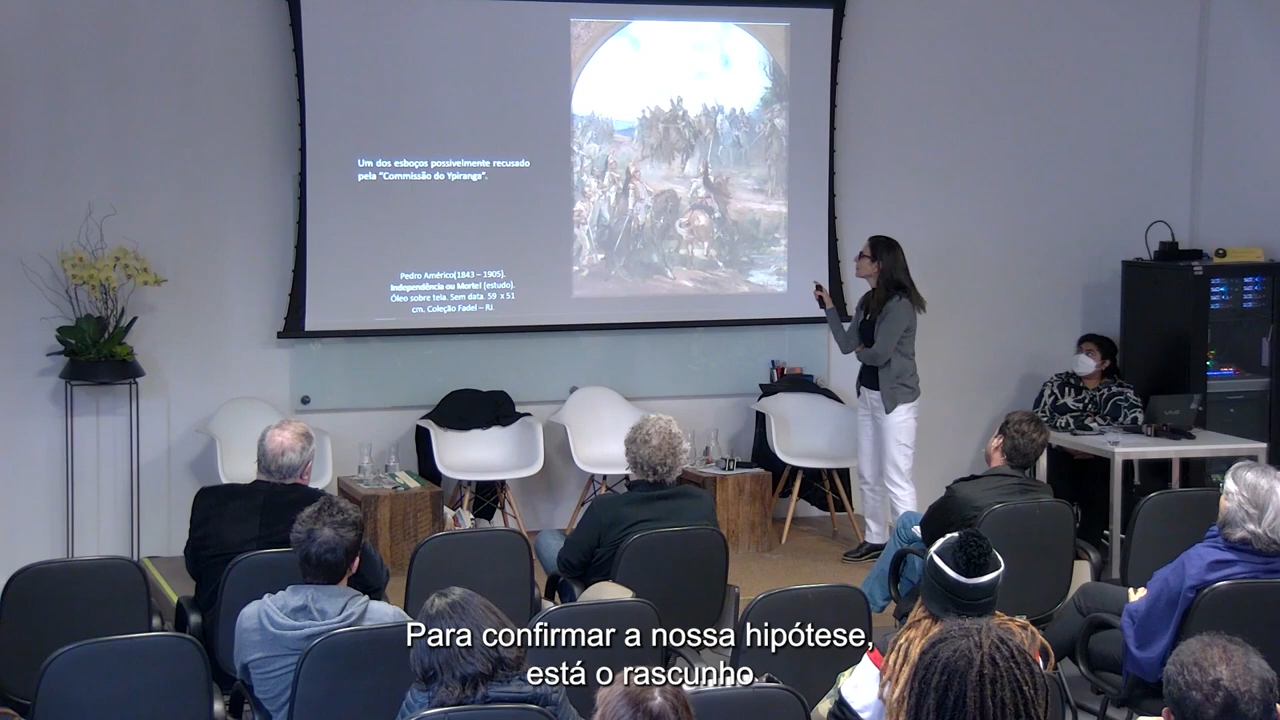 Um dos esboços possivelmente recusado
pela "Commissão do Ypiranga".
Pedro Américo(1843 – 1905).
Independência ou Morte! (estudo).
Óleo sobre tela. Sem data. 59 x 51
cm. Coleção Fadel – RJ.
Para confirmar a nossa hipótese,
está o rascunho